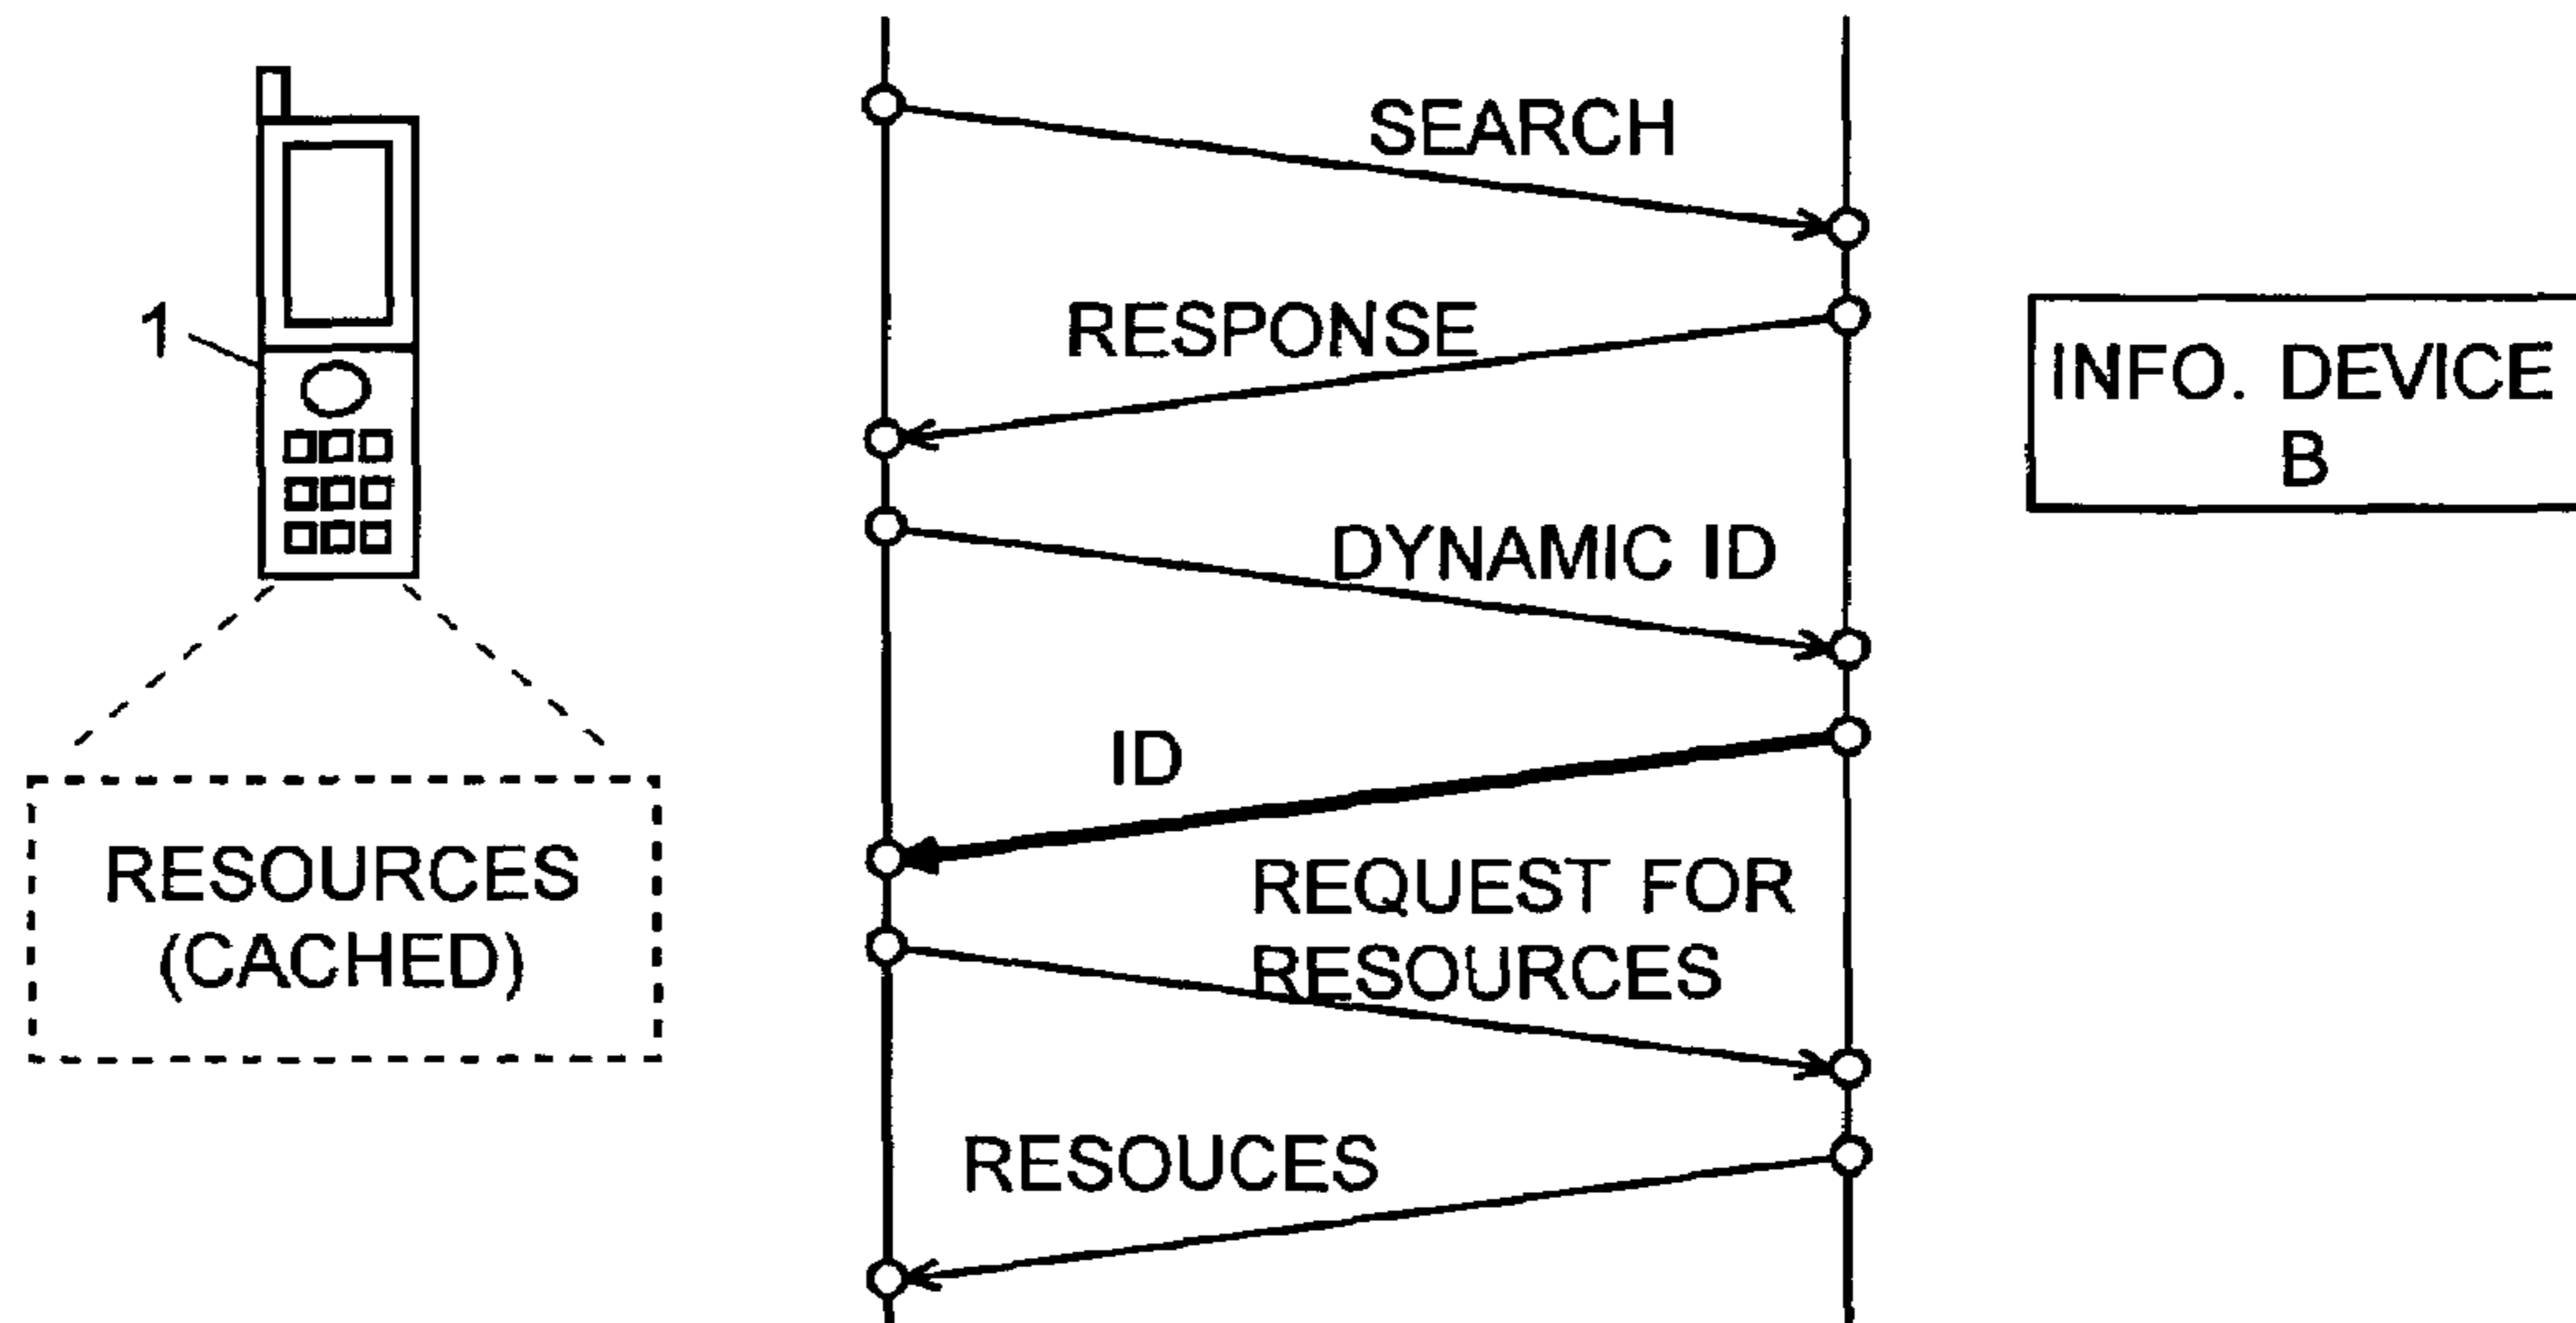 SEARCH
1
RESPONSE
INFO. DEVICE
B
DYNAMIC ID
ID
RESOURCES
(CACHED)
REQUEST FOR
RESOURCES
RESOUCES